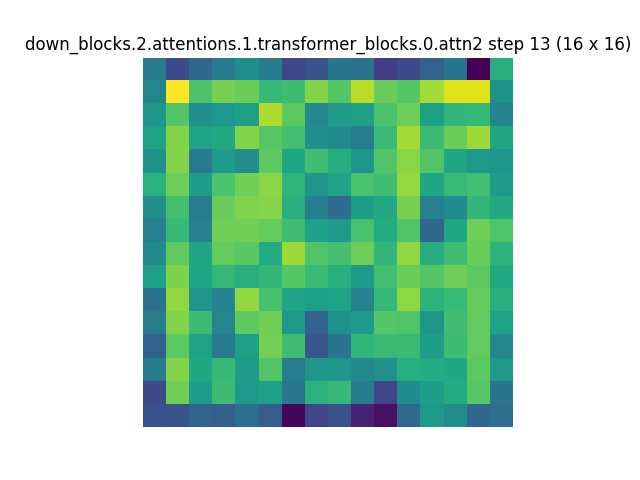 down_blocks.2.attentions.1.transformer_blocks.0.attn2 step 13 (16 x 16)